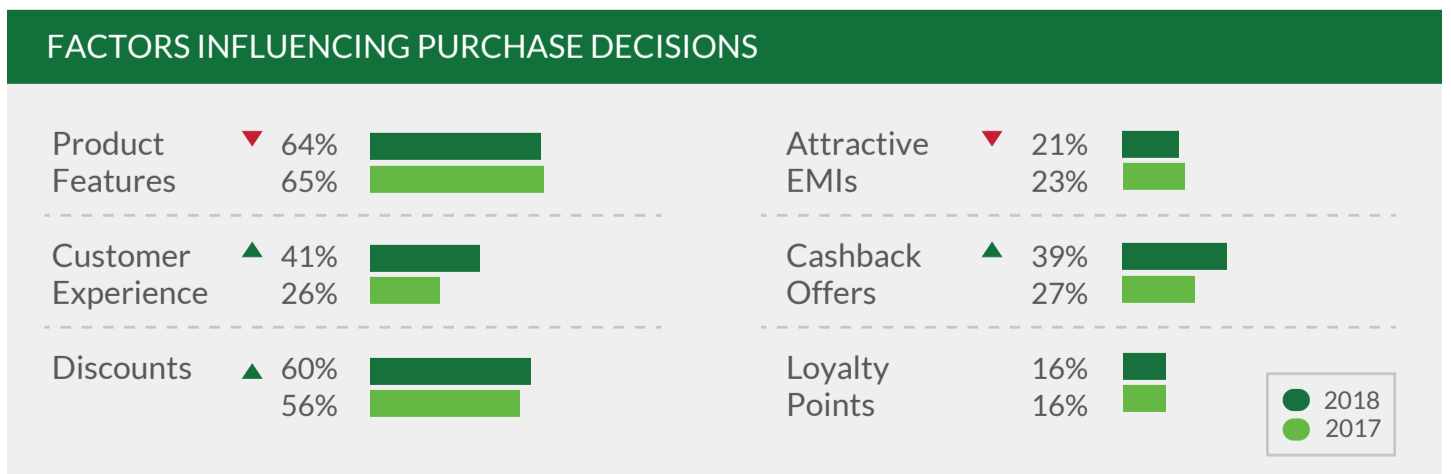 FACTORS INFLUENCING PURCHASE DECISIONS
Product 64%
Features 65%
Customer 41%
Experience 26%
Discounts 60%
56%
Attractive 21%
EMIs 23%
Cashback 39%
Offers 27%
Loyalty 16%
Points 16%
2018
2017